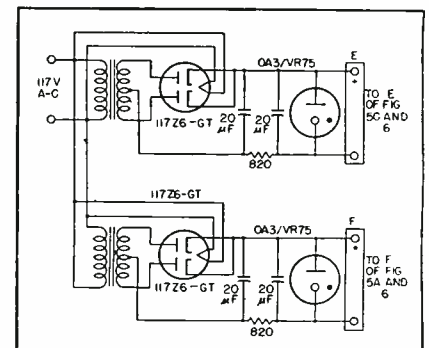 117V
A-C
117Z6-GT
OA3/VR75
20
µF
20
µF
820
E
+
TO E
OF FIG
5C AND
6
117Z6-GT
117Z6-GT
OA3/VR75
20
µF
20
µF
820
F
+
TO F
OF FIG
5A AND
6